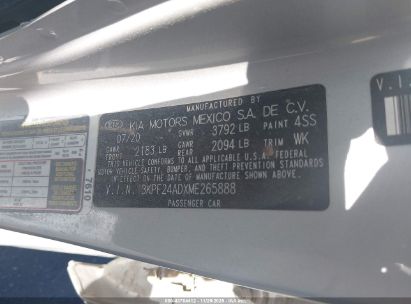 MANUFACTURED BY
KIA MOTORS MEXICO S.A. DE C.V.
07/20 GVWR 3792 LB PAINT 4SS
GAWR FRONT 2183 LB GAWR REAR 2094 LB TRIM WK
THIS VEHICLE CONFORMS TO ALL APPLICABLE U.S.A. FEDERAL
MOTOR VEHICLE SAFETY, BUMPER, AND THEFT PREVENTION STANDARDS
IN EFFECT ON THE DATE OF MANUFACTURE SHOWN ABOVE.
V.I.N. 3KPF24ADXME265888
PASSENGER CAR
7610
V.I.